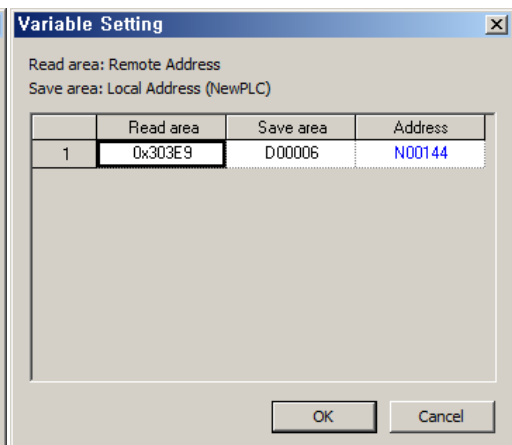 Variable Setting
Read area: Remote Address
Save area: Local Address (NewPLC)
Read area Save area Address
1 0x303E9 D00006 N00144
OK Cancel